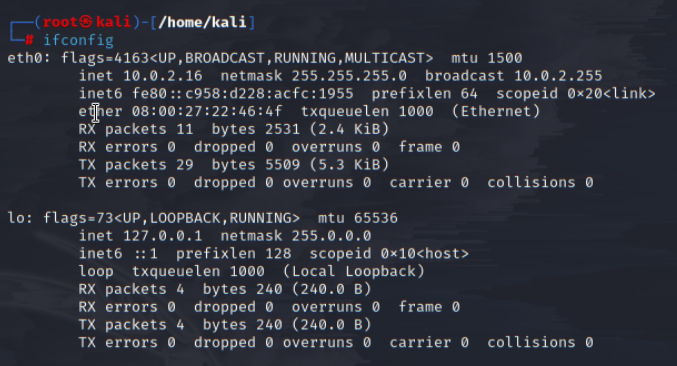 (root㉿kali)-[/home/kali]
# ifconfig
eth0: flags=4163<UP,BROADCAST,RUNNING,MULTICAST>  mtu 1500
inet 10.0.2.16  netmask 255.255.255.0  broadcast 10.0.2.255
inet6 fe80::c958:d228:acfc:1955  prefixlen 64  scopeid 0×20<link>
ether 08:00:27:22:46:4f  txqueuelen 1000  (Ethernet)
RX packets 11  bytes 2531 (2.4 KiB)
RX errors 0  dropped 0  overruns 0  frame 0
TX packets 29  bytes 5509 (5.3 KiB)
TX errors 0  dropped 0 overruns 0  carrier 0  collisions 0
lo: flags=73<UP,LOOPBACK,RUNNING>  mtu 65536
inet 127.0.0.1  netmask 255.0.0.0
inet6 ::1  prefixlen 128  scopeid 0×10<host>
loop  txqueuelen 1000  (Local Loopback)
RX packets 4  bytes 240 (240.0 B)
RX errors 0  dropped 0  overruns 0  frame 0
TX packets 4  bytes 240 (240.0 B)
TX errors 0  dropped 0 overruns 0  carrier 0  collisions 0